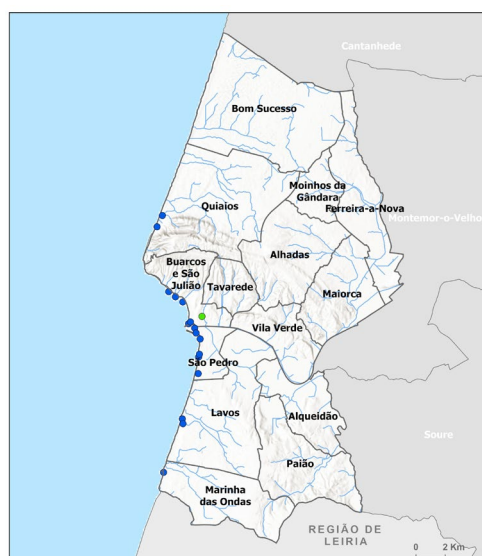 Cantanhede
Bom Sucesso
Moinhos da
Gândara
Quiaios
Ferreira-a-Nova
Montemor-o-Velho
Alhadas
Buarcos
e São
Julião
Tavarede
Maiorca
Vila Verde
São Pedro
Lavos
Alqueidão
Soure
Paião
Marinha
das Ondas
REGIÃO DE
LEIRIA
0 2 Km